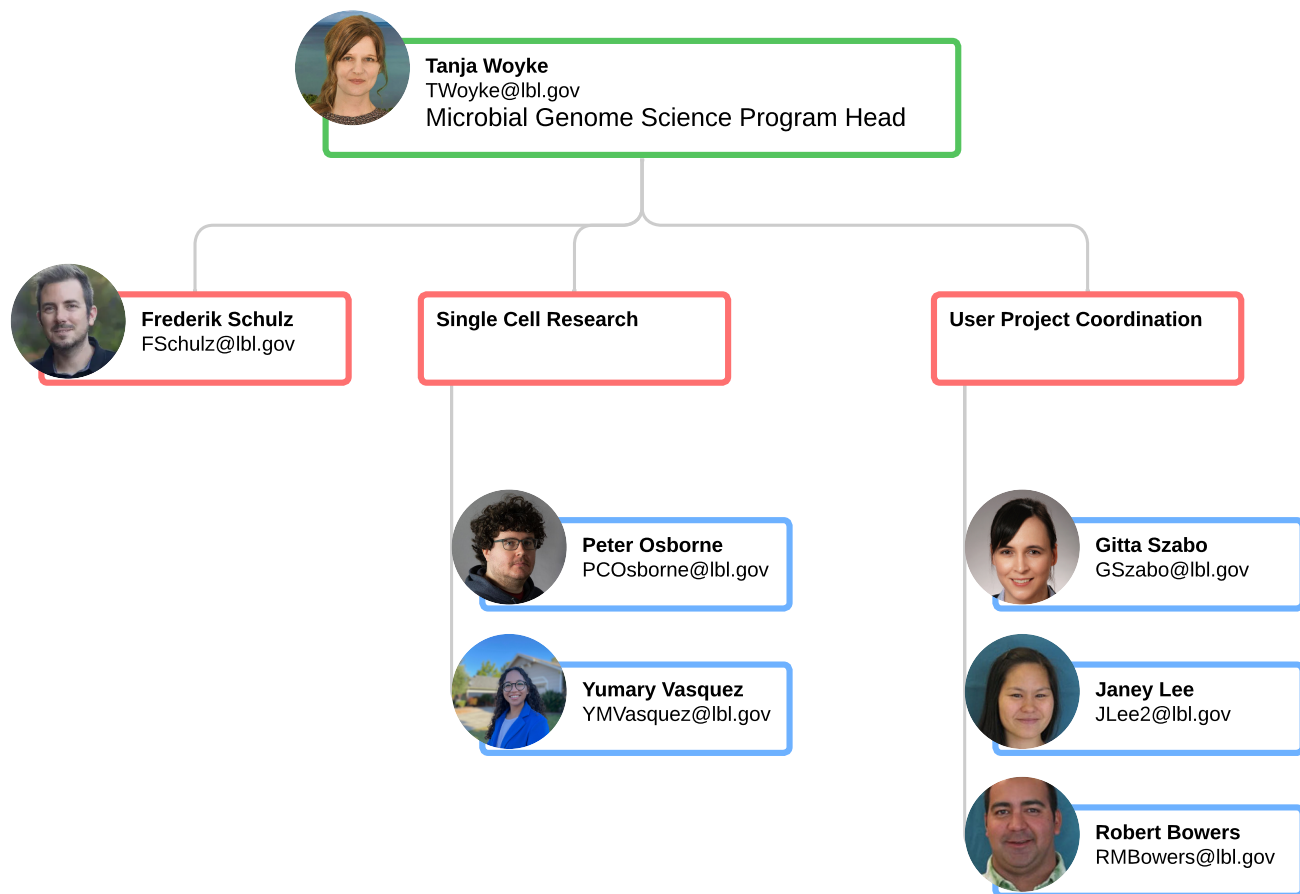 Tanja Woyke
TWoyke@lbl.gov
Microbial Genome Science Program Head
Frederik Schulz
FSchulz@lbl.gov
Single Cell Research
User Project Coordination
Peter Osborne
PCOsborne@lbl.gov
Yumary Vasquez
YMVasquez@lbl.gov
Gitta Szabo
GSzabo@lbl.gov
Janey Lee
JLee2@lbl.gov
Robert Bowers
RMBowers@lbl.gov